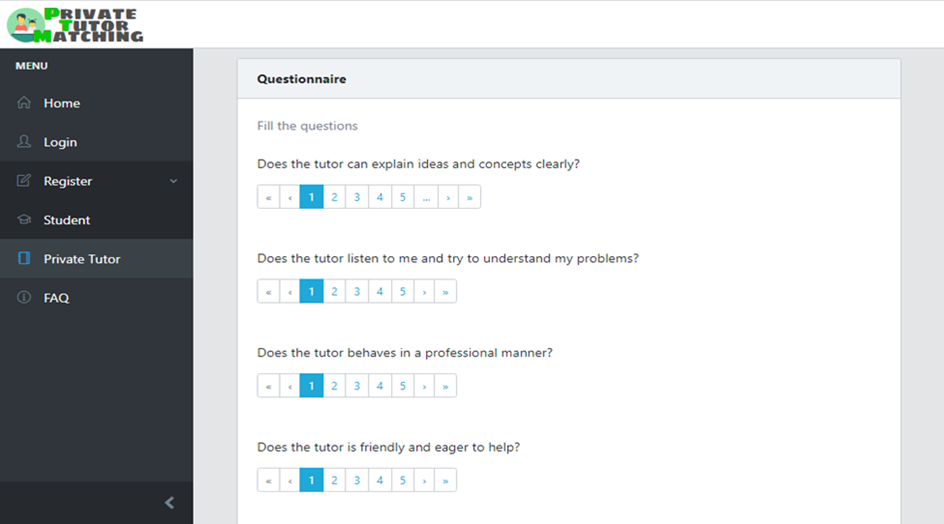 PRIVATE
TUTOR
MATCHING
MENU
Home
Login
Register
Student
Private Tutor
FAQ
Questionnaire
Fill the questions
Does the tutor can explain ideas and concepts clearly?
« ‹ 1 2 3 4 5 ... › »
Does the tutor listen to me and try to understand my problems?
« ‹ 1 2 3 4 5 › »
Does the tutor behaves in a professional manner?
« ‹ 1 2 3 4 5 › »
Does the tutor is friendly and eager to help?
« ‹ 1 2 3 4 5 › »